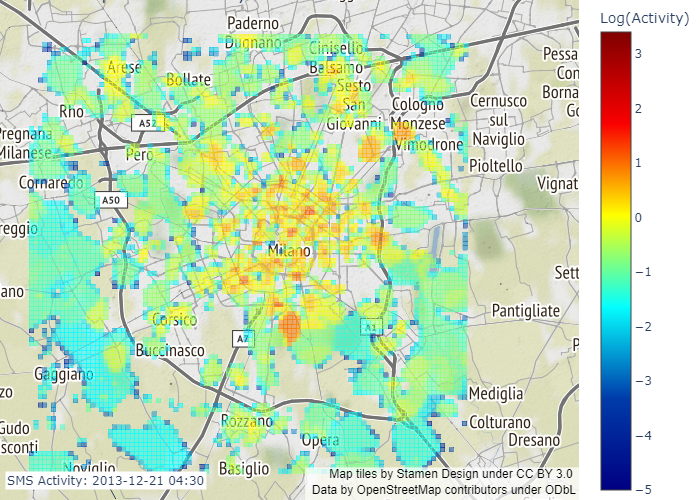 Log(Activity)
3
2
1
0
−1
−2
−3
−4
−5
Paderno
Dugnano
Cinisello
Balsamo
Arese
Bollate
Sesto
San
Giovanni
Rho
Cologno
Monzese
Cernusco
sul
Naviglio
Pessa
Con
Borna
Go
A52
Pregnana
Milanese
Pero
Vimodrone
Pioltello
Cornaredo
Vignat
A50
reggio
Milano
Sett
ano
Pantigliate
Corsico
A7
A1
Buccinasco
P
Gaggiano
Mediglia
zo
Rozzano
Colturano
Gudo
sconti
Opera
Dresano
Noviglio
Basiglio
SMS Activity: 2013-12-21 04:30
Map tiles by Stamen Design under CC BY 3.0
Data by OpenStreetMap contributors under ODbL